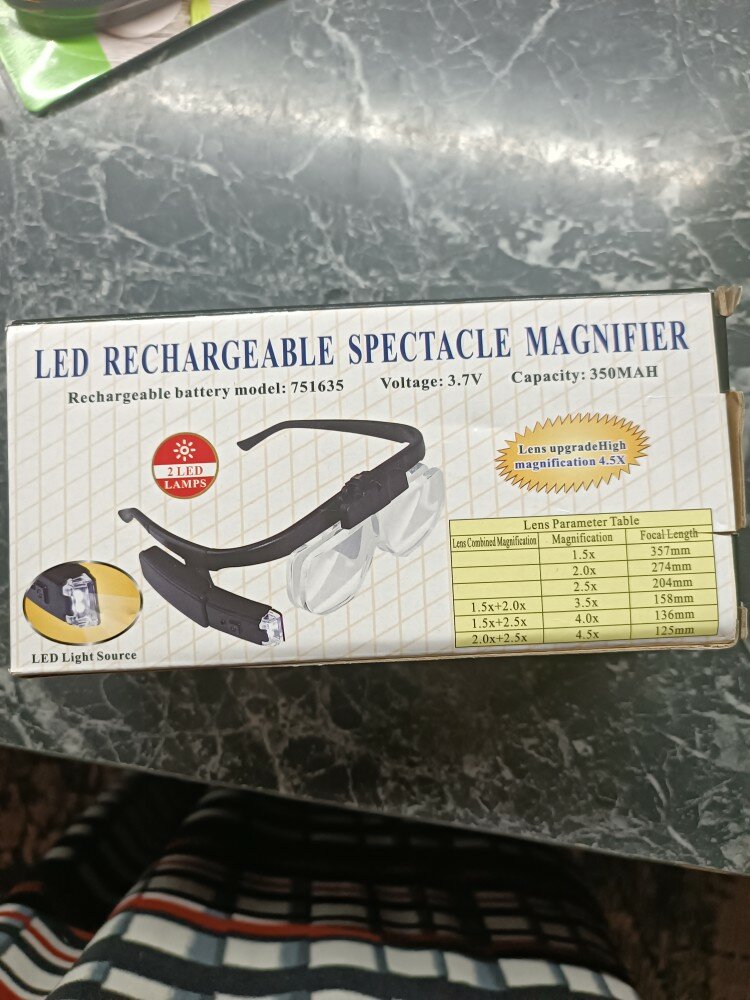 LED RECHARGEABLE SPECTACLE MAGNIFIER
Rechargeable battery model: 751635 Voltage: 3.7V Capacity: 350MAH
2 LED
LAMPS
Lens upgradeHigh
magnification 4.5X
LED Light Source
Lens Parameter Table
Lens Combined Magnification Magnification Focal Length
1.5x 357mm
2.0x 274mm
2.5x 204mm
1.5x+2.0x 3.5x 158mm
1.5x+2.5x 4.0x 136mm
2.0x+2.5x 4.5x 125mm